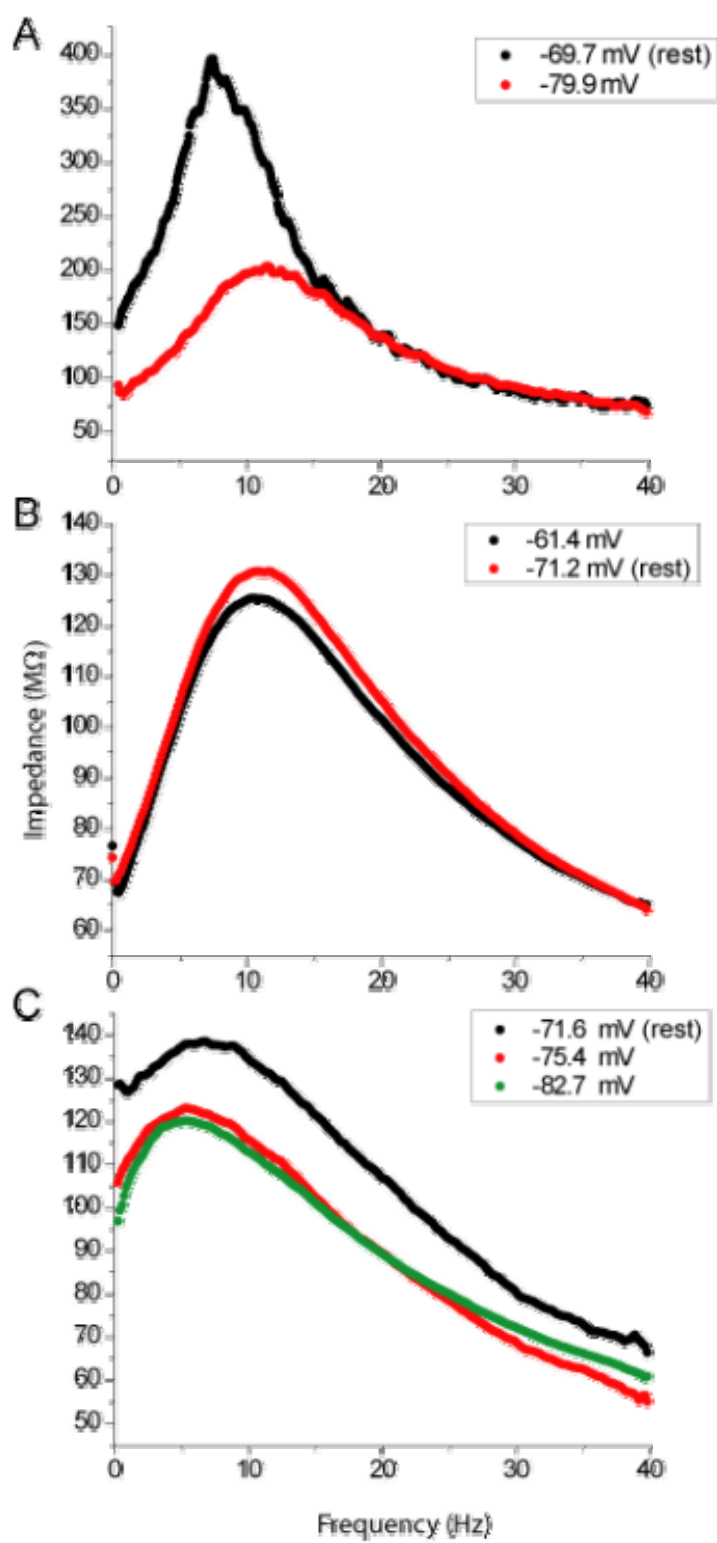 A
-69.7 mV (rest)
-79.9 mV
400
350
300
250
200
150
100
50
0 10 20 30 40
B
-61.4 mV
-71.2 mV (rest)
140
130
120
110
100
90
80
70
60
0 10 20 30 40
Impedance (MΩ)
C
-71.6 mV (rest)
-75.4 mV
-82.7 mV
140
130
120
110
100
90
80
70
60
50
0 10 20 30 40
Frequency (Hz)